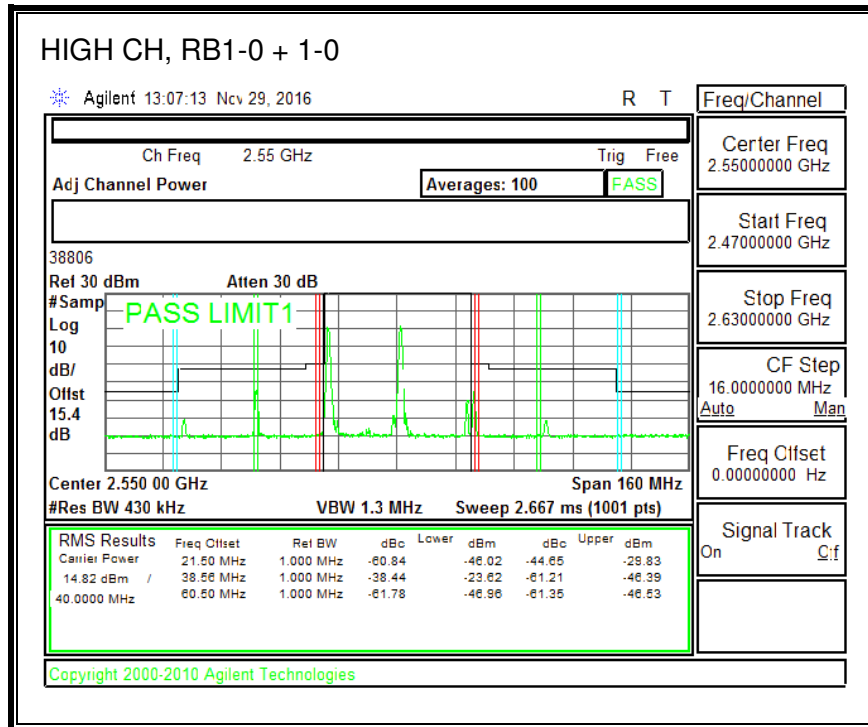 HIGH CH, RB1-0 + 1-0
Agilent 13:07:13 Nov 29, 2016 R T
Ch Freq 2.55 GHz Trig Free
Adj Channel Power Averages: 100 PASS
38806
Ref 30 dBm Atten 30 dB
#Samp
Log
10
dB/
Offst
15.4
dB
PASS LIMIT1
Center 2.550 00 GHz Span 160 MHz
#Res BW 430 kHz VBW 1.3 MHz Sweep 2.667 ms (1001 pts)
RMS Results Freq Offset Ref BW dBc Lower dBm dBc Upper dBm
Carrier Power 21.50 MHz 1.000 MHz -60.84 -46.02 -44.65 -29.83
14.82 dBm / 38.56 MHz 1.000 MHz -38.44 -23.62 -61.21 -46.39
40.0000 MHz 60.50 MHz 1.000 MHz -61.78 -46.96 -61.35 -46.53
Copyright 2000-2010 Agilent Technologies
Freq/Channel
Center Freq
2.55000000 GHz
Start Freq
2.47000000 GHz
Stop Freq
2.63000000 GHz
CF Step
16.0000000 MHz
Auto Man
Freq Offset
0.00000000 Hz
Signal Track
On Off